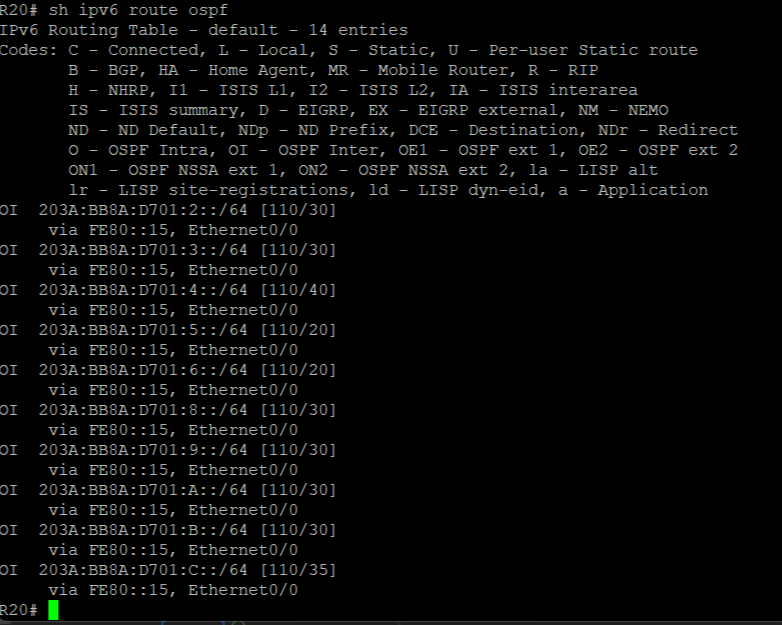 R20# sh ipv6 route ospf
IPv6 Routing Table - default - 14 entries
Codes: C - Connected, L - Local, S - Static, U - Per-user Static route
       B - BGP, HA - Home Agent, MR - Mobile Router, R - RIP
       H - NHRP, I1 - ISIS L1, I2 - ISIS L2, IA - ISIS interarea
       IS - ISIS summary, D - EIGRP, EX - EIGRP external, NM - NEMO
       ND - ND Default, NDp - ND Prefix, DCE - Destination, NDr - Redirect
       O - OSPF Intra, OI - OSPF Inter, OE1 - OSPF ext 1, OE2 - OSPF ext 2
       ON1 - OSPF NSSA ext 1, ON2 - OSPF NSSA ext 2, la - LISP alt
       lr - LISP site-registrations, ld - LISP dyn-eid, a - Application
OI  203A:BB8A:D701:2::/64 [110/30]
     via FE80::15, Ethernet0/0
OI  203A:BB8A:D701:3::/64 [110/30]
     via FE80::15, Ethernet0/0
OI  203A:BB8A:D701:4::/64 [110/40]
     via FE80::15, Ethernet0/0
OI  203A:BB8A:D701:5::/64 [110/20]
     via FE80::15, Ethernet0/0
OI  203A:BB8A:D701:6::/64 [110/20]
     via FE80::15, Ethernet0/0
OI  203A:BB8A:D701:8::/64 [110/30]
     via FE80::15, Ethernet0/0
OI  203A:BB8A:D701:9::/64 [110/30]
     via FE80::15, Ethernet0/0
OI  203A:BB8A:D701:A::/64 [110/30]
     via FE80::15, Ethernet0/0
OI  203A:BB8A:D701:B::/64 [110/30]
     via FE80::15, Ethernet0/0
OI  203A:BB8A:D701:C::/64 [110/35]
     via FE80::15, Ethernet0/0
R20#